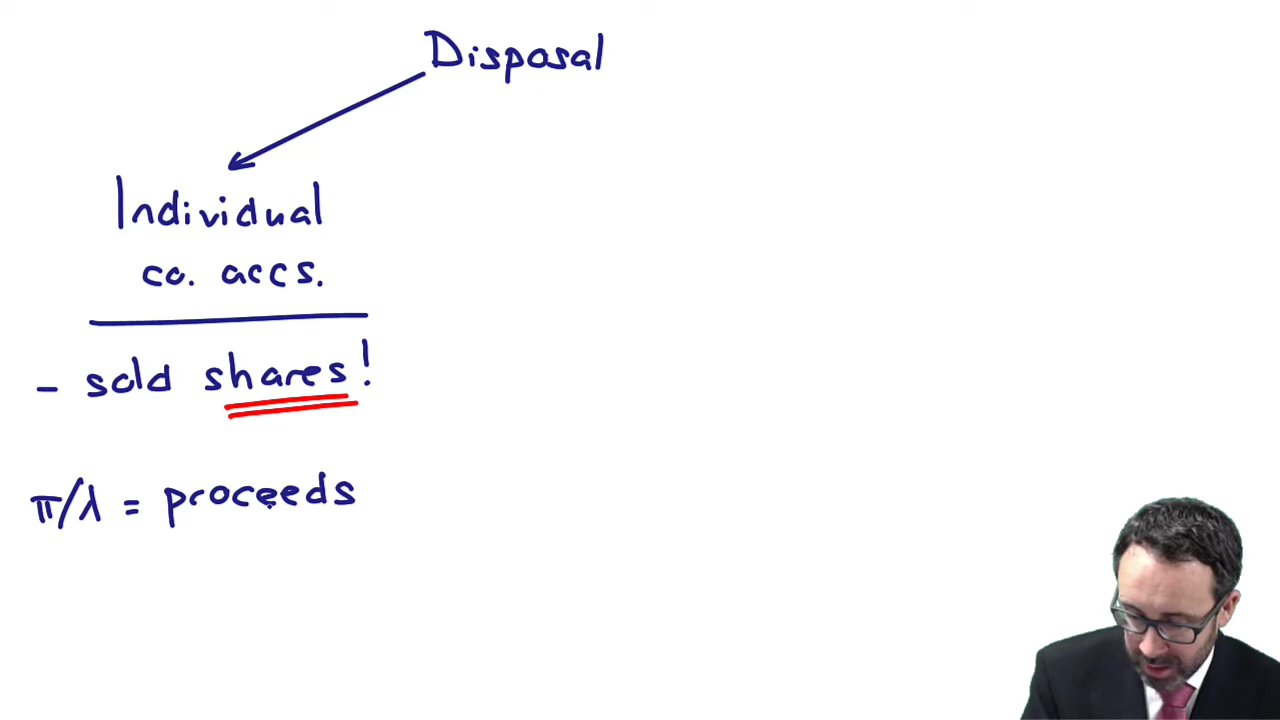 Disposal
Individual
co. accs.
- sold shares!
π/λ = proceeds